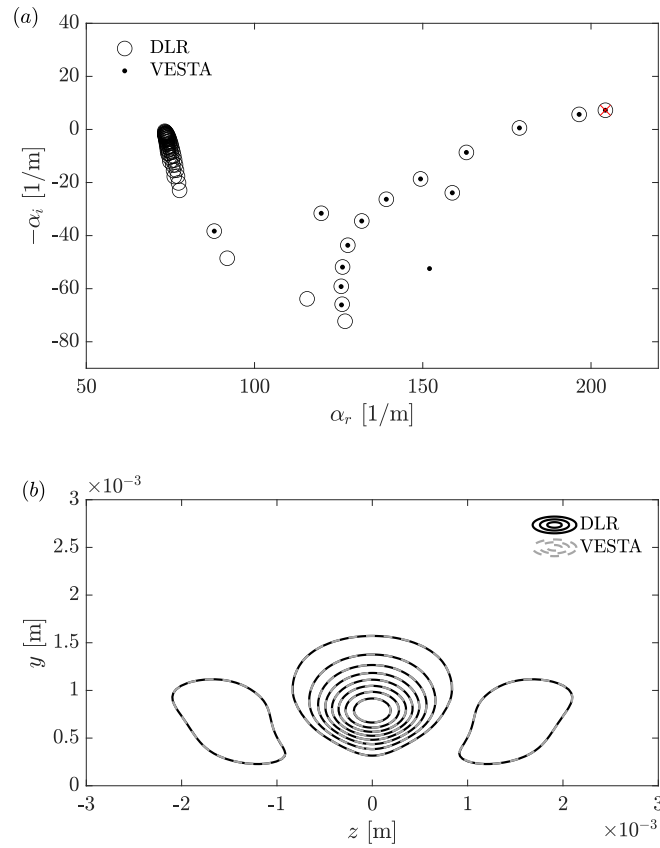 (a)
40
20
0
-20
-40
-60
-80
−αᵢ [1/m]
DLR
VESTA
50
100
150
200
αᵣ [1/m]
(b)
×10⁻³
3
2.5
2
1.5
1
0.5
0
y [m]
DLR
VESTA
-3
-2
-1
0
1
2
3
z [m]
×10⁻³